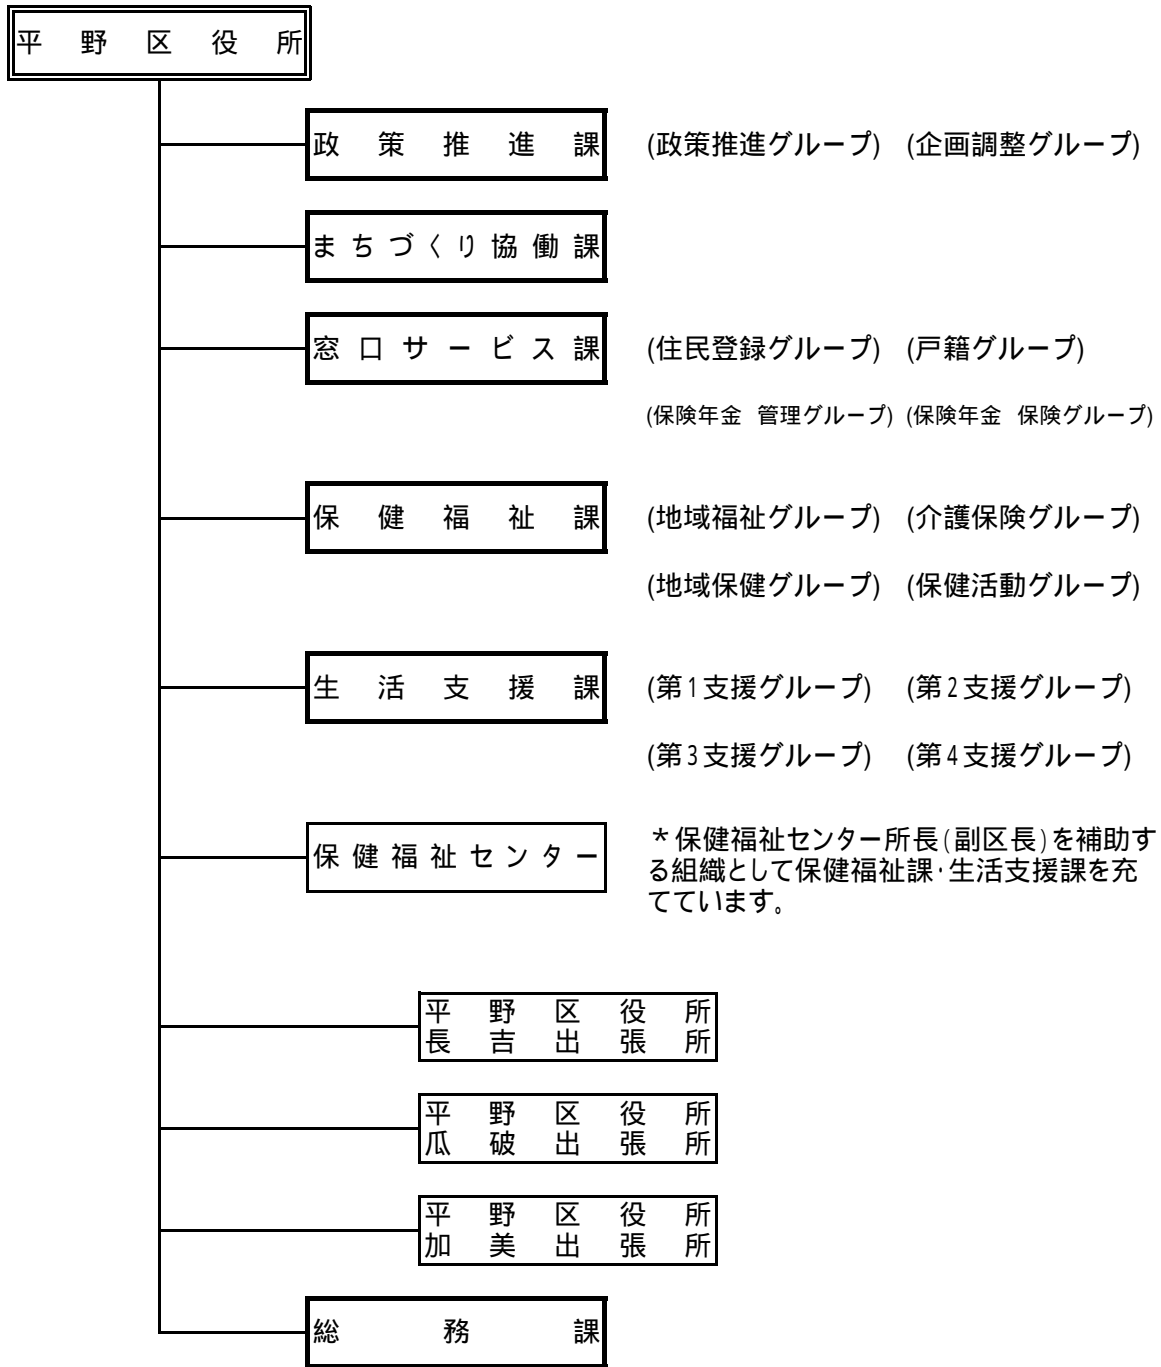 平野区役所
政策推進課 (政策推進グループ) (企画調整グループ)
まちづくり協働課
窓口サービス課 (住民登録グループ) (戸籍グループ)
(保険年金 管理グループ) (保険年金 保険グループ)
保健福祉課 (地域福祉グループ) (介護保険グループ)
(地域保健グループ) (保健活動グループ)
生活支援課 (第1支援グループ) (第2支援グループ)
(第3支援グループ) (第4支援グループ)
保健福祉センター
*保健福祉センター所長(副区長)を補助す
る組織として保健福祉課・生活支援課を充
てています。
平野区役所
長吉出張所
平野区役所
瓜破出張所
平野区役所
加美出張所
総務課